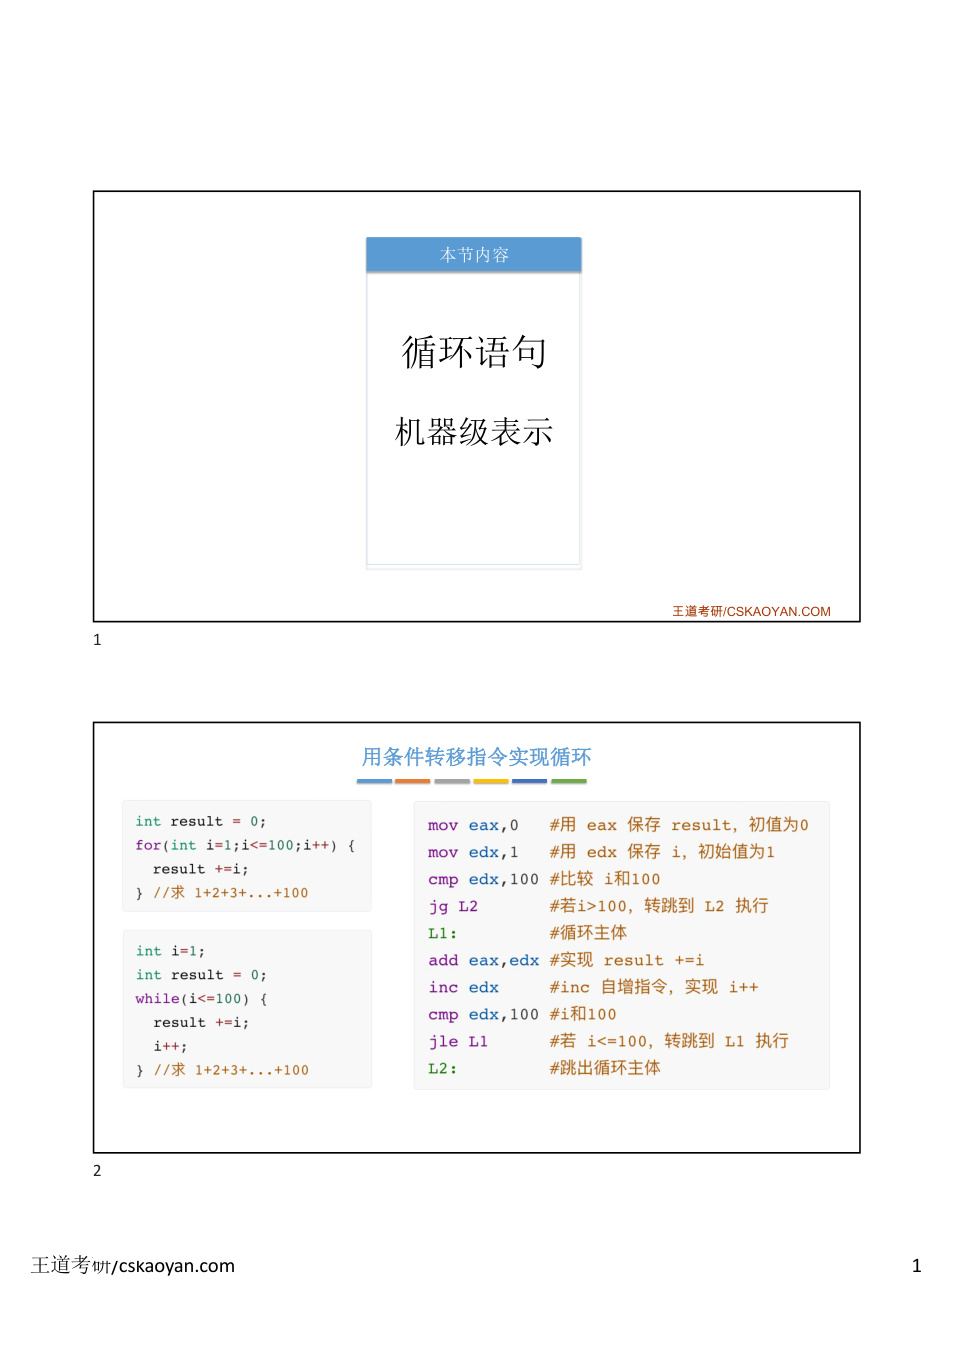 本节内容
循环语句
机器级表示
王道考研/CSKAOYAN.COM
1
用条件转移指令实现循环
int result = 0;
for(int i=1;i<=100;i++) {
  result +=i;
} //求 1+2+3+...+100
int i=1;
int result = 0;
while(i<=100) {
  result +=i;
  i++;
} //求 1+2+3+...+100
mov eax,0   #用 eax 保存 result，初值为0
mov edx,1   #用 edx 保存 i，初始值为1
cmp edx,100 #比较 i和100
jg L2       #若i>100，转跳到 L2 执行
L1:         #循环主体
add eax,edx #实现 result +=i
inc edx     #inc 自增指令，实现 i++
cmp edx,100 #i和100
jle L1      #若 i<=100，转跳到 L1 执行
L2:         #跳出循环主体
2
王道考研/cskaoyan.com
1